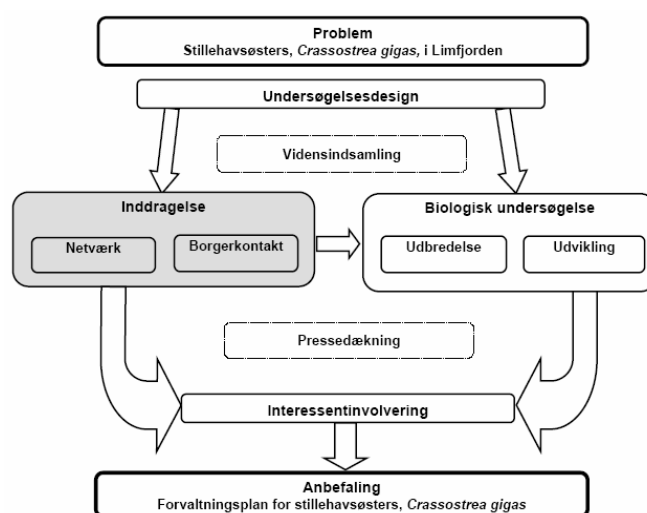 Problem
Stillehavsøsters, Crassostrea gigas, i Limfjorden
Undersøgelsesdesign
Vidensindsamling
Inddragelse
Netværk
Borgerkontakt
Biologisk undersøgelse
Udbredelse
Udvikling
Pressedækning
Interessentinvolvering
Anbefaling
Forvaltningsplan for stillehavsøsters, Crassostrea gigas